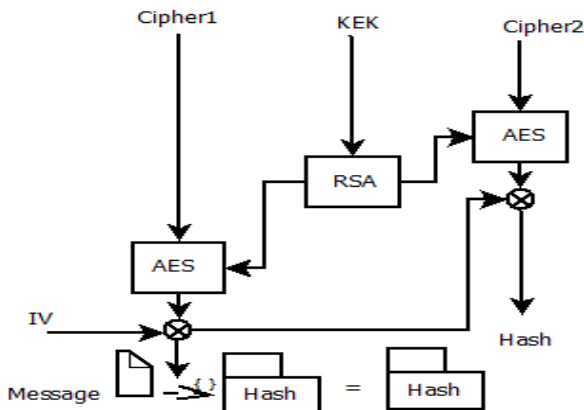 Cipher1
KEK
Cipher2
AES
RSA
AES
IV
Hash
Message
{ }
Hash
=
Hash